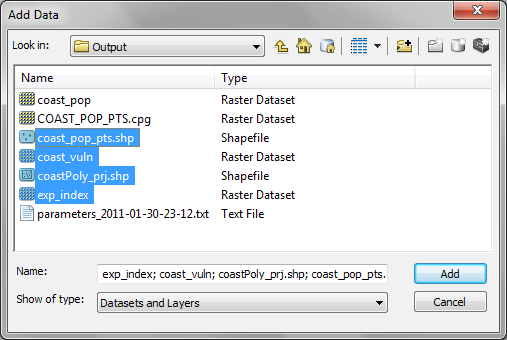 Add Data
Look in: Output
Name Type
coast_pop Raster Dataset
COAST_POP_PTS.cpg Raster Dataset
coast_pop_pts.shp Shapefile
coast_vuln Raster Dataset
coastPoly_prj.shp Shapefile
exp_index Raster Dataset
parameters_2011-01-30-23-12.txt Text File
Name: exp_index; coast_vuln; coastPoly_prj.shp; coast_pop_pts. Add
Show of type: Datasets and Layers Cancel